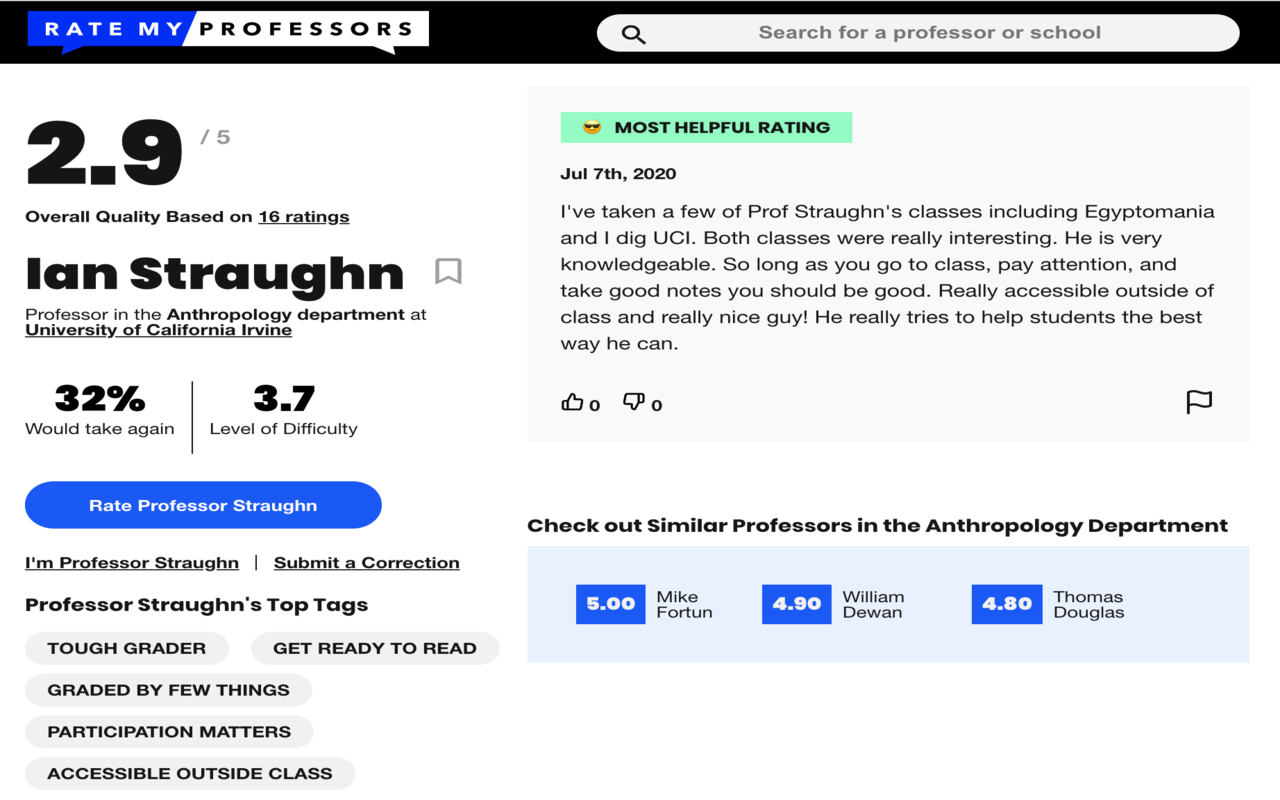 RATE MY PROFESSORS
Search for a professor or school
2.9 / 5
Overall Quality Based on 16 ratings
Ian Straughn
Professor in the Anthropology department at
University of California Irvine
32%
Would take again
3.7
Level of Difficulty
Rate Professor Straughn
I'm Professor Straughn | Submit a Correction
Professor Straughn's Top Tags
TOUGH GRADER
GET READY TO READ
GRADED BY FEW THINGS
PARTICIPATION MATTERS
ACCESSIBLE OUTSIDE CLASS
😎 MOST HELPFUL RATING
Jul 7th, 2020
I've taken a few of Prof Straughn's classes including Egyptomania
and I dig UCI. Both classes were really interesting. He is very
knowledgeable. So long as you go to class, pay attention, and
take good notes you should be good. Really accessible outside of
class and really nice guy! He really tries to help students the best
way he can.
0 0
Check out Similar Professors in the Anthropology Department
5.00
Mike
Fortun
4.90
William
Dewan
4.80
Thomas
Douglas